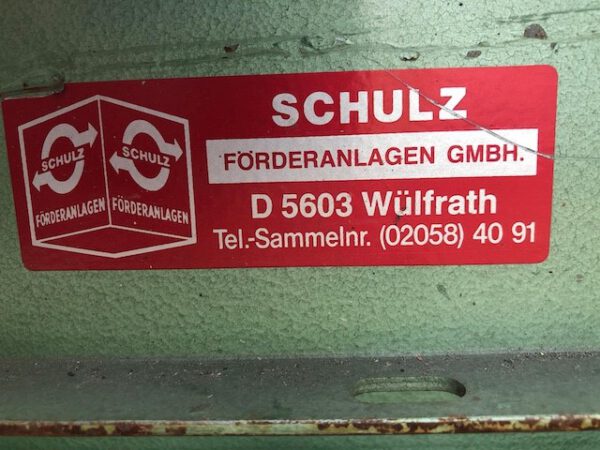 SCHULZ
FÖRDERANLAGEN
SCHULZ
FÖRDERANLAGEN
SCHULZ
FÖRDERANLAGEN GMBH.
D 5603 Wülfrath
Tel.-Sammelnr. (02058) 40 91